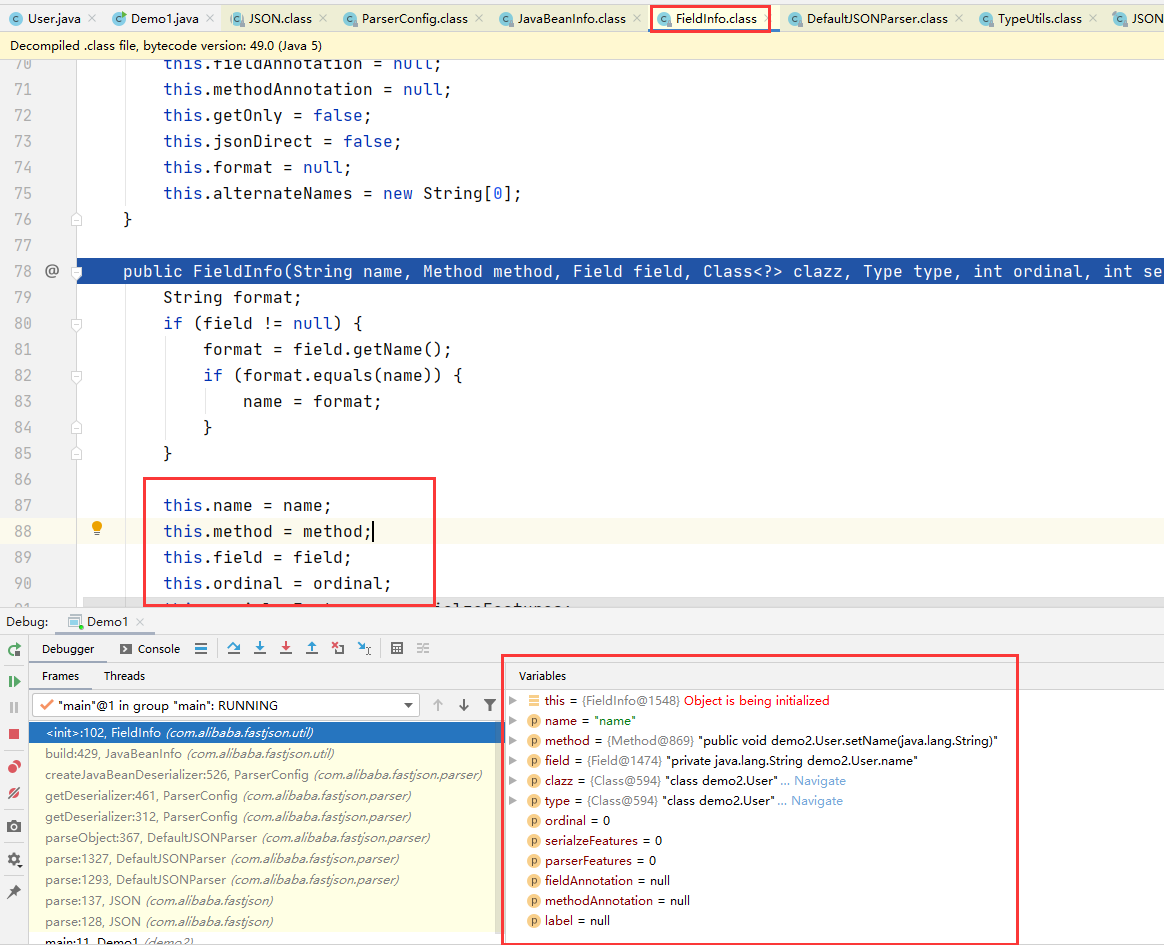 User.java Demo1.java JSON.class ParserConfig.class JavaBeanInfo.class FieldInfo.class DefaultJSONParser.class TypeUtils.class JSON
Decompiled .class file, bytecode version: 49.0 (Java 5)
70 this.fieldAnnotation = null;
71 this.methodAnnotation = null;
72 this.getOnly = false;
73 this.jsonDirect = false;
74 this.format = null;
75 this.alternateNames = new String[0];
76 }
77
78 @ public FieldInfo(String name, Method method, Field field, Class<?> clazz, Type type, int ordinal, int se
79 String format;
80 if (field != null) {
81 format = field.getName();
82 if (format.equals(name)) {
83 name = format;
84 }
85 }
86
87 this.name = name;
88 this.method = method;
89 this.field = field;
90 this.ordinal = ordinal;
Debug: Demo1
Debugger Console
Frames Threads
"main"@1 in group "main": RUNNING
<init>:102, FieldInfo (com.alibaba.fastjson.util)
build:429, JavaBeanInfo (com.alibaba.fastjson.util)
createJavaBeanDeserializer:526, ParserConfig (com.alibaba.fastjson.parser)
getDeserializer:461, ParserConfig (com.alibaba.fastjson.parser)
getDeserializer:312, ParserConfig (com.alibaba.fastjson.parser)
parseObject:367, DefaultJSONParser (com.alibaba.fastjson.parser)
parse:1327, DefaultJSONParser (com.alibaba.fastjson.parser)
parse:1293, DefaultJSONParser (com.alibaba.fastjson.parser)
parse:137, JSON (com.alibaba.fastjson)
parse:128, JSON (com.alibaba.fastjson)
main:11, Demo1 (demo2)
Variables
this = {FieldInfo@1548} Object is being initialized
p name = "name"
p method = {Method@869} "public void demo2.User.setName(java.lang.String)"
p field = {Field@1474} "private java.lang.String demo2.User.name"
p clazz = {Class@594} "class demo2.User" ... Navigate
p type = {Class@594} "class demo2.User" ... Navigate
p ordinal = 0
p serialzeFeatures = 0
p parserFeatures = 0
p fieldAnnotation = null
p methodAnnotation = null
p label = null